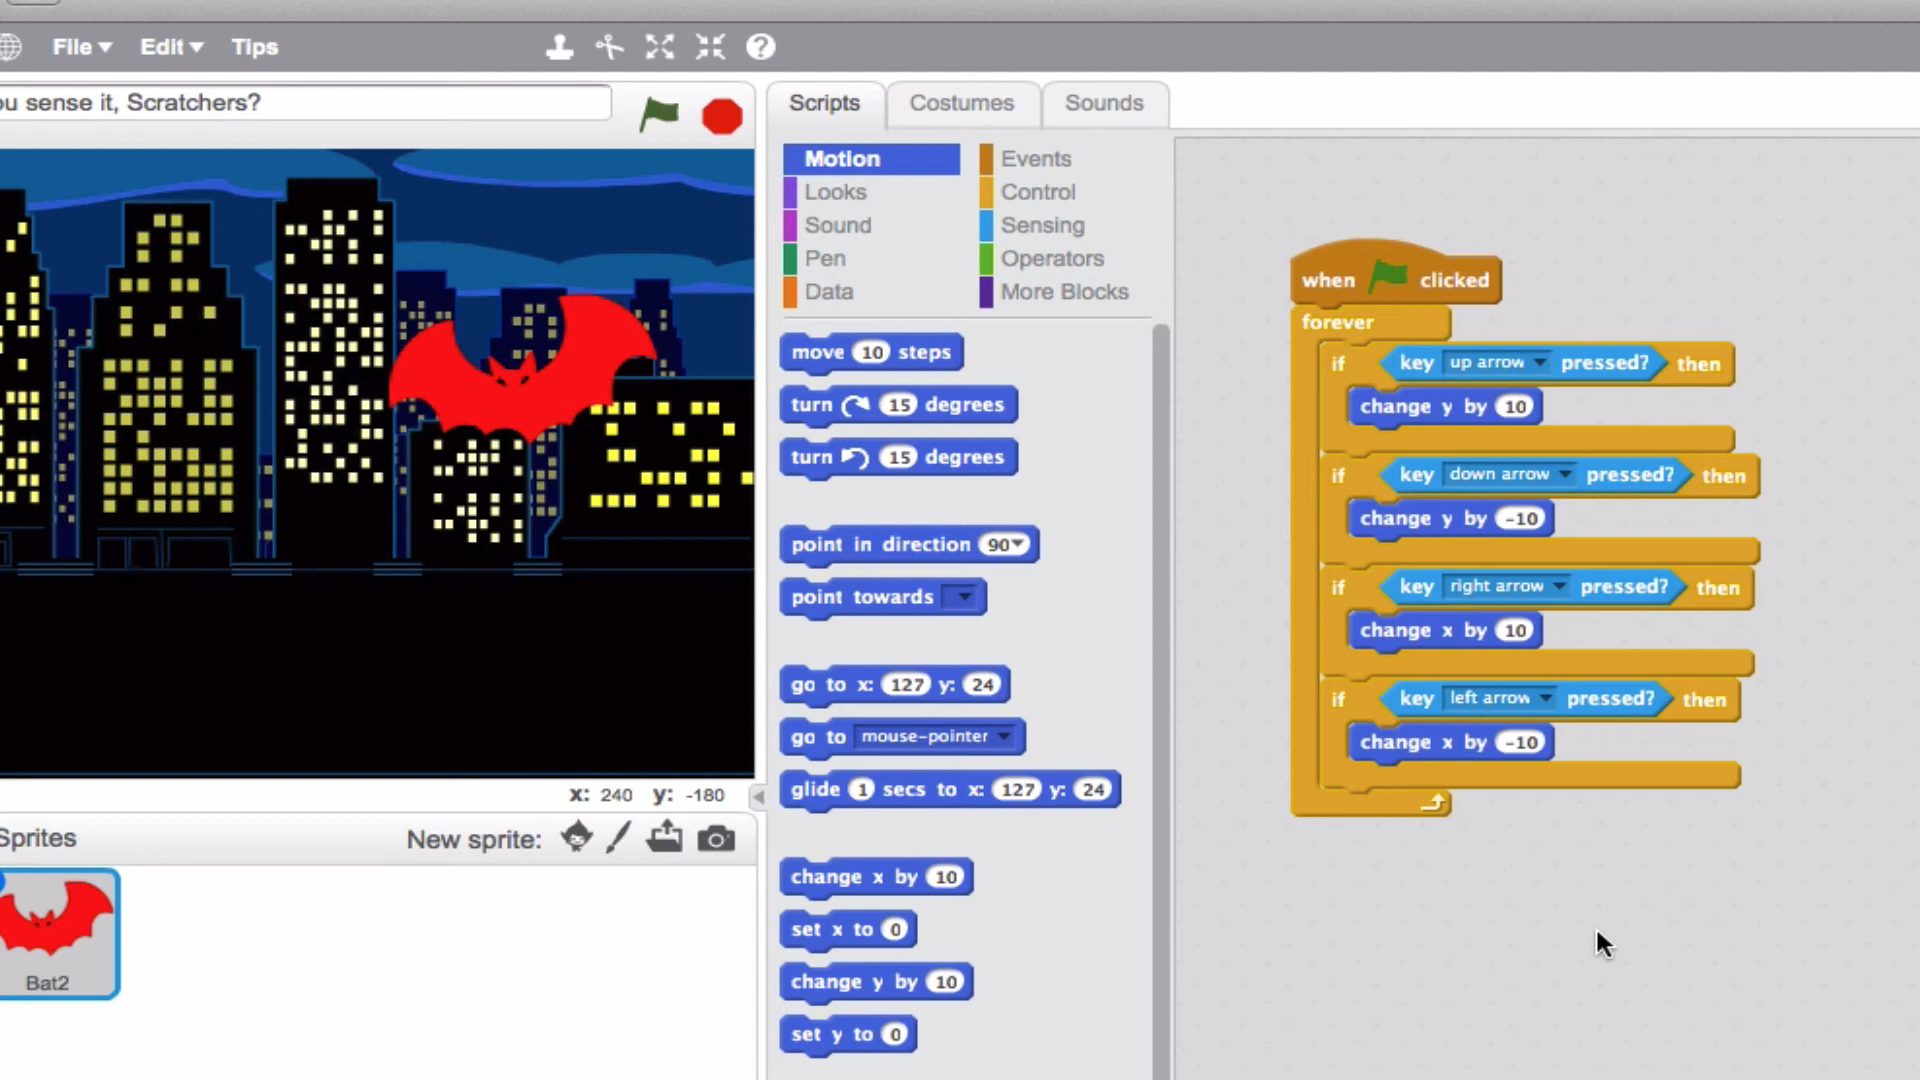 File Edit Tips
ou sense it, Scratchers?
x: 240 y: -180
Sprites
New sprite:
Bat2
Scripts Costumes Sounds
Motion
Looks
Sound
Pen
Data
Events
Control
Sensing
Operators
More Blocks
move 10 steps
turn 15 degrees
turn 15 degrees
point in direction 90
point towards
go to x: 127 y: 24
go to mouse-pointer
glide 1 secs to x: 127 y: 24
change x by 10
set x to 0
change y by 10
set y to 0
when clicked
forever
if key up arrow pressed? then
change y by 10
if key down arrow pressed? then
change y by -10
if key right arrow pressed? then
change x by 10
if key left arrow pressed? then
change x by -10